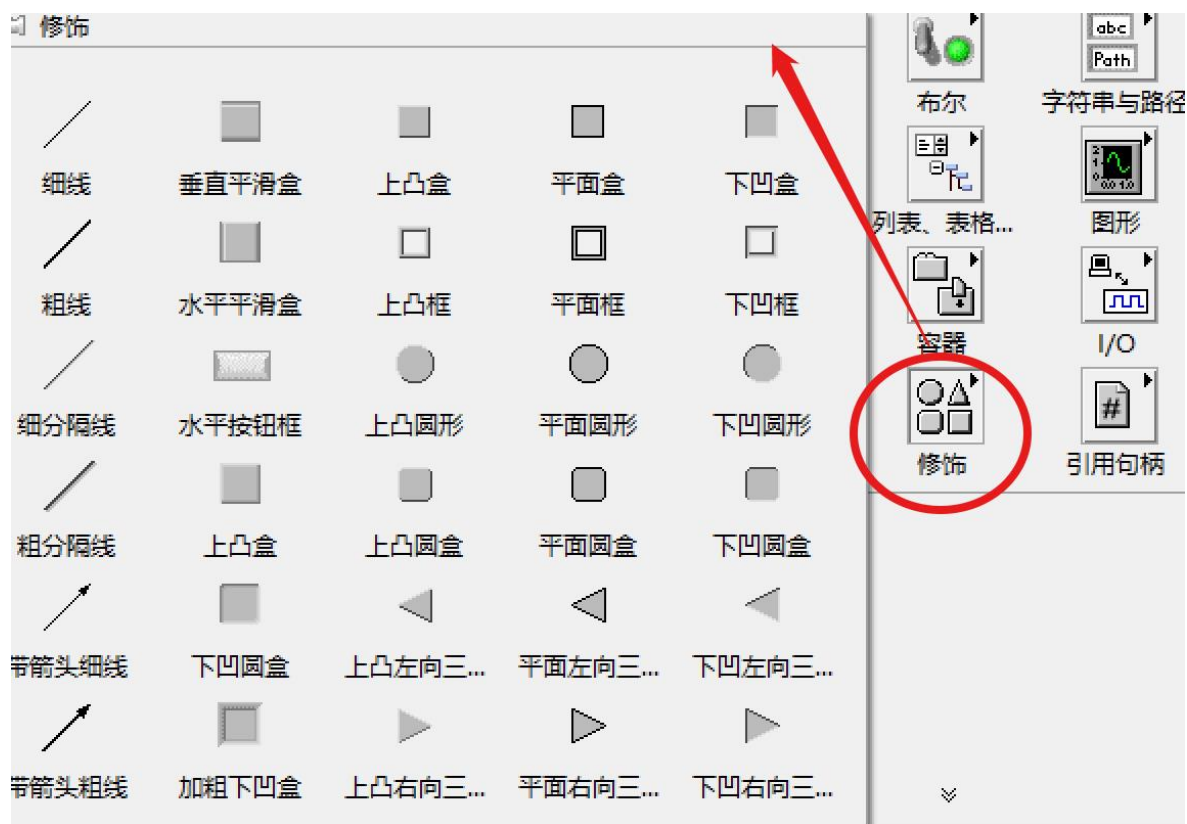 修饰
细线 垂直平滑盒 上凸盒 平面盒 下凹盒
粗线 水平平滑盒 上凸框 平面框 下凹框
细分隔线 水平按钮框 上凸圆形 平面圆形 下凹圆形
粗分隔线 上凸盒 上凸圆盒 平面圆盒 下凹圆盒
带箭头细线 下凹圆盒 上凸左向三... 平面左向三... 下凹左向三...
带箭头粗线 加粗下凹盒 上凸右向三... 平面右向三... 下凹右向三...
abc
Path
布尔 字符串与路径
列表、表格... 图形
容器 I/O
#
修饰 引用句柄